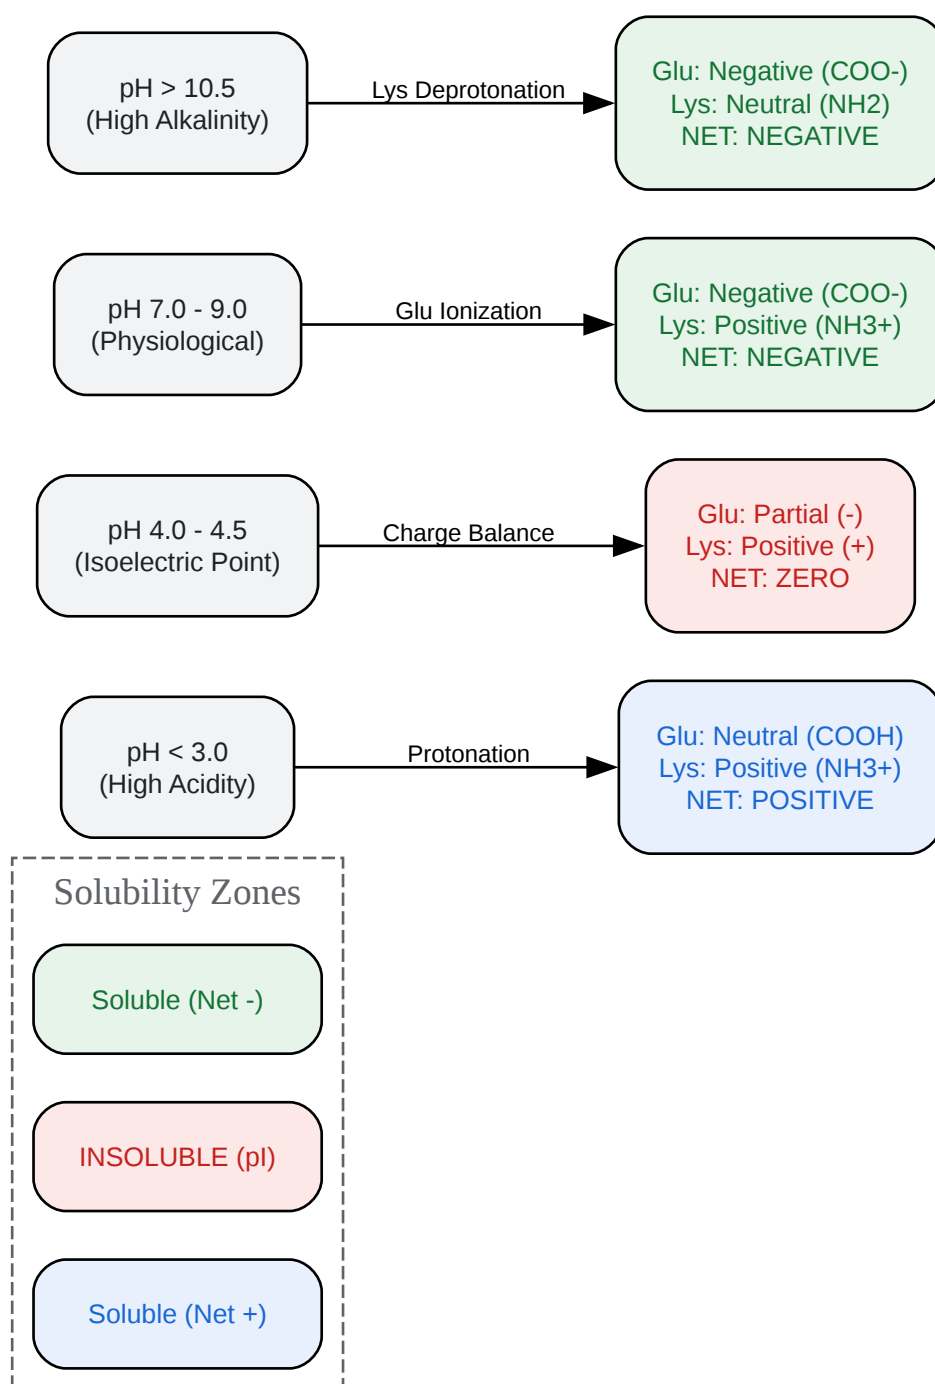 pH > 10.5
(High Alkalinity)
Lys Deprotonation
Glu: Negative (COO-)
Lys: Neutral (NH2)
NET: NEGATIVE
pH 7.0 - 9.0
(Physiological)
Glu Ionization
Glu: Negative (COO-)
Lys: Positive (NH3+)
NET: NEGATIVE
pH 4.0 - 4.5
(Isoelectric Point)
Charge Balance
Glu: Partial (-)
Lys: Positive (+)
NET: ZERO
pH < 3.0
(High Acidity)
Protonation
Glu: Neutral (COOH)
Lys: Positive (NH3+)
NET: POSITIVE
Solubility Zones
Soluble (Net -)
INSOLUBLE (pI)
Soluble (Net +)